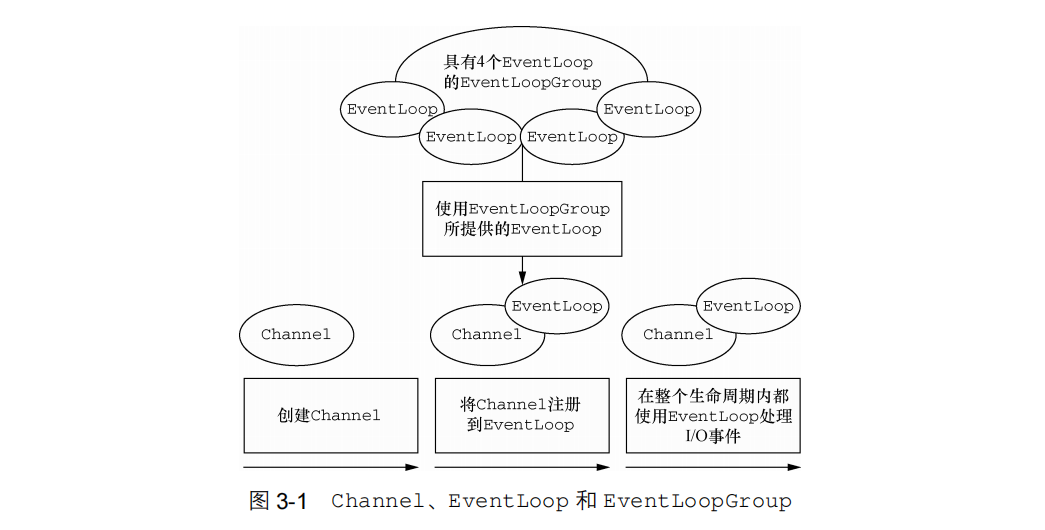 具有4个EventLoop
的EventLoopGroup
EventLoop
EventLoop
EventLoop
EventLoop
使用EventLoopGroup
所提供的EventLoop
Channel
Channel
EventLoop
Channel
EventLoop
创建Channel
将Channel注册
到EventLoop
在整个生命周期内都
使用EventLoop处理
I/O事件
图 3-1 Channel、EventLoop 和 EventLoopGroup